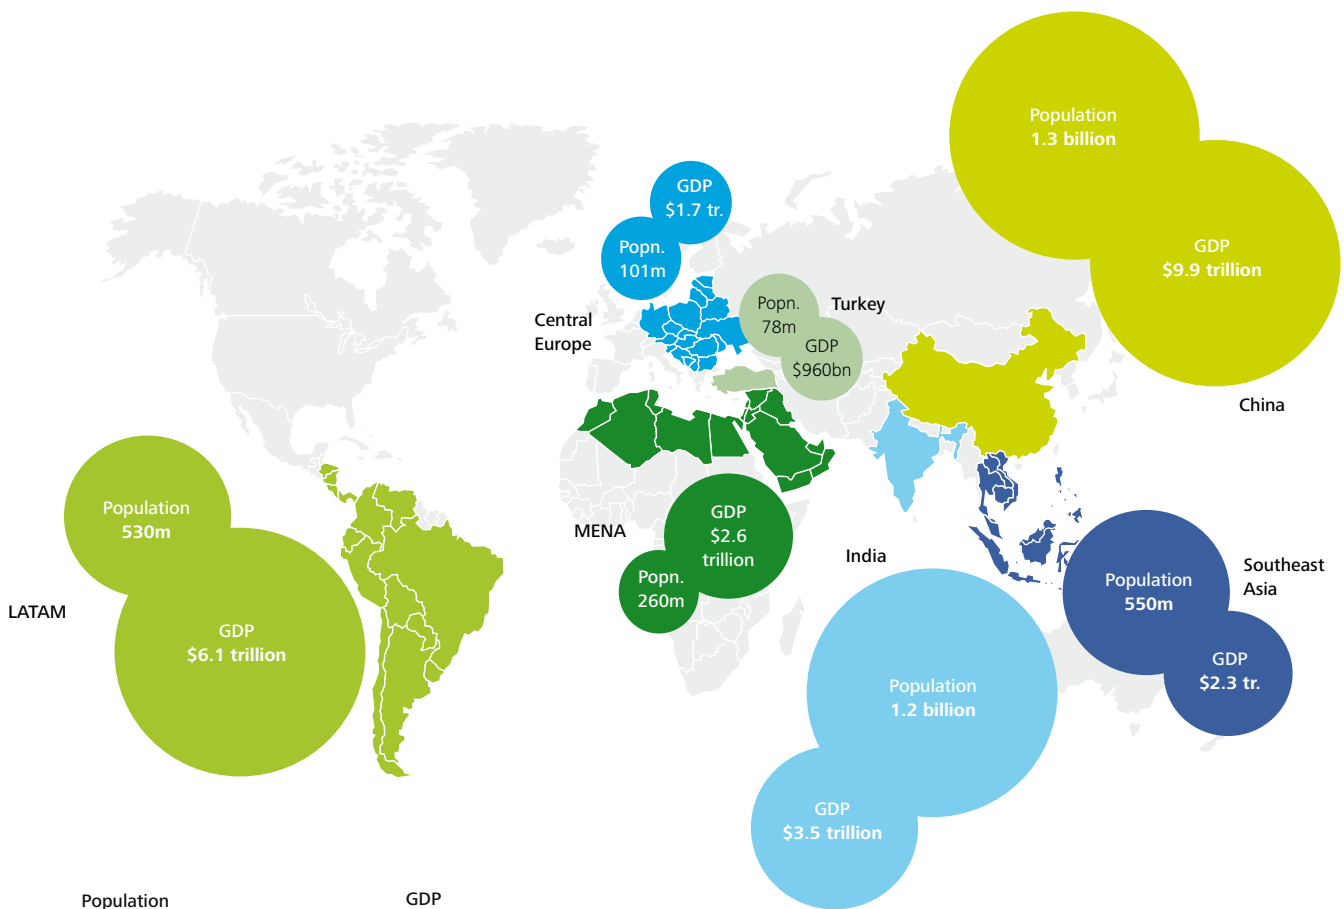 Population
1.3 billion
GDP
$9.9 trillion
China
GDP
$1.7 tr.
Popn.
101m
Central
Europe
Popn.
78m
Turkey
GDP
$960bn
Population
530m
LATAM
GDP
$6.1 trillion
MENA
GDP
$2.6
trillion
Popn.
260m
India
Population
1.2 billion
GDP
$3.5 trillion
Population
550m
Southeast
Asia
GDP
$2.3 tr.
Population
GDP